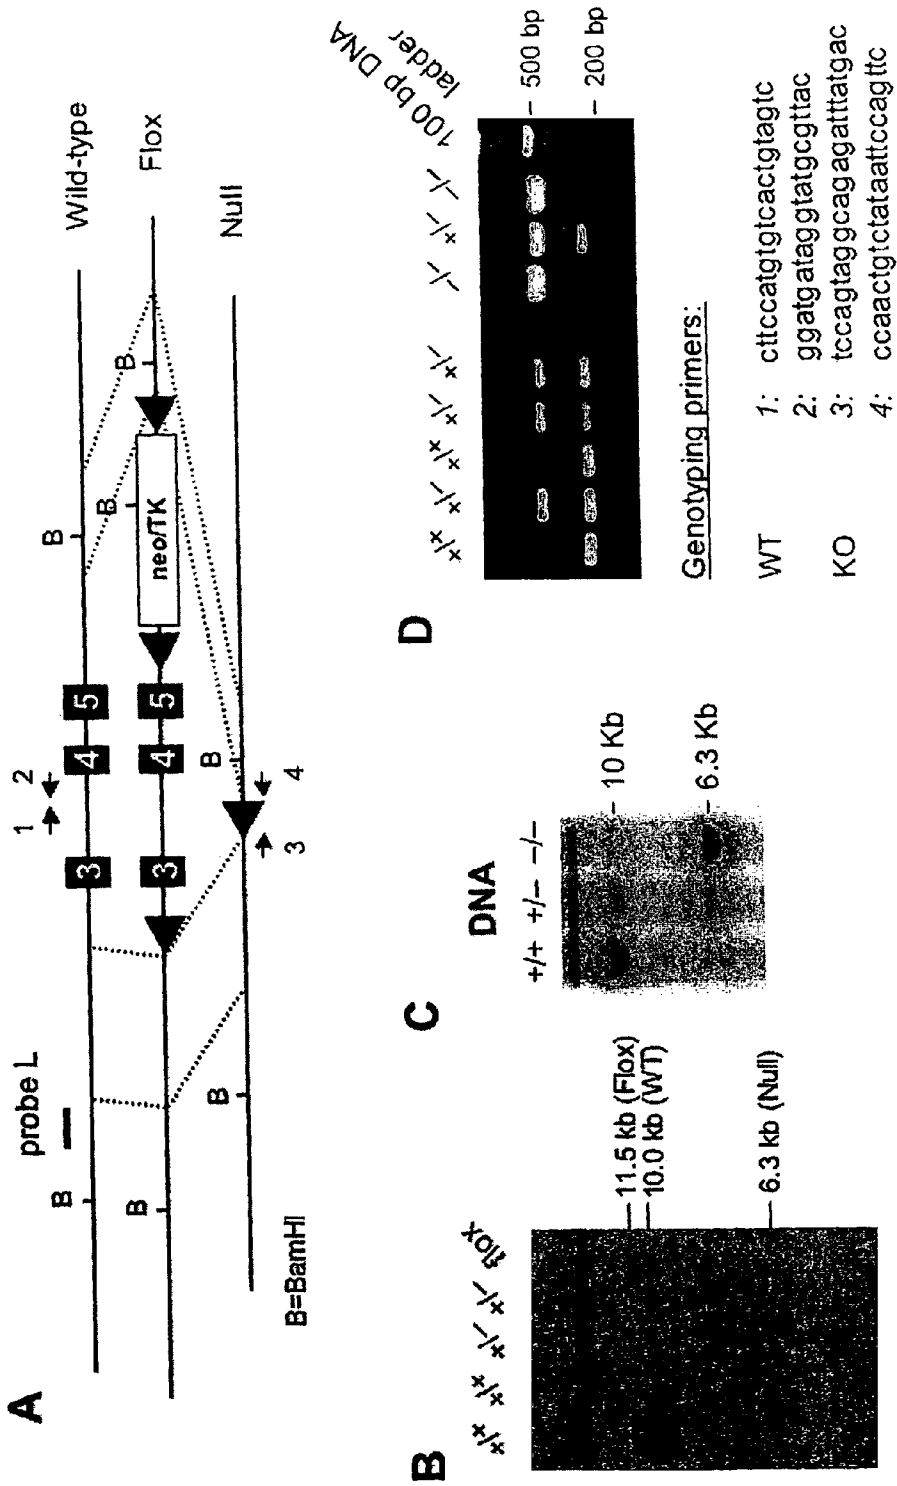 A
probe L
1 2
B
B
Wild-type
3 4 5
B
B
B
Flox
3 4 5
neo/TK
B
B
Null
3 4
B=BamHI
B
+/+ +/+ +/- +/- flox
11.5 kb (Flox)
10.0 kb (WT)
6.3 kb (Null)
C
DNA
+/+ +/- -/-
10 Kb
6.3 Kb
D
+/+ +/- +/+ +/- +/- -/- +/- -/- 100 bp DNA
ladder
500 bp
200 bp
Genotyping primers:
WT 1: cttccatgtgtcactgtagtc
2: ggatgataggtatgcgttac
KO 3: tccagtaggcagagatttatgac
4: ccaactgtctataattccagttc